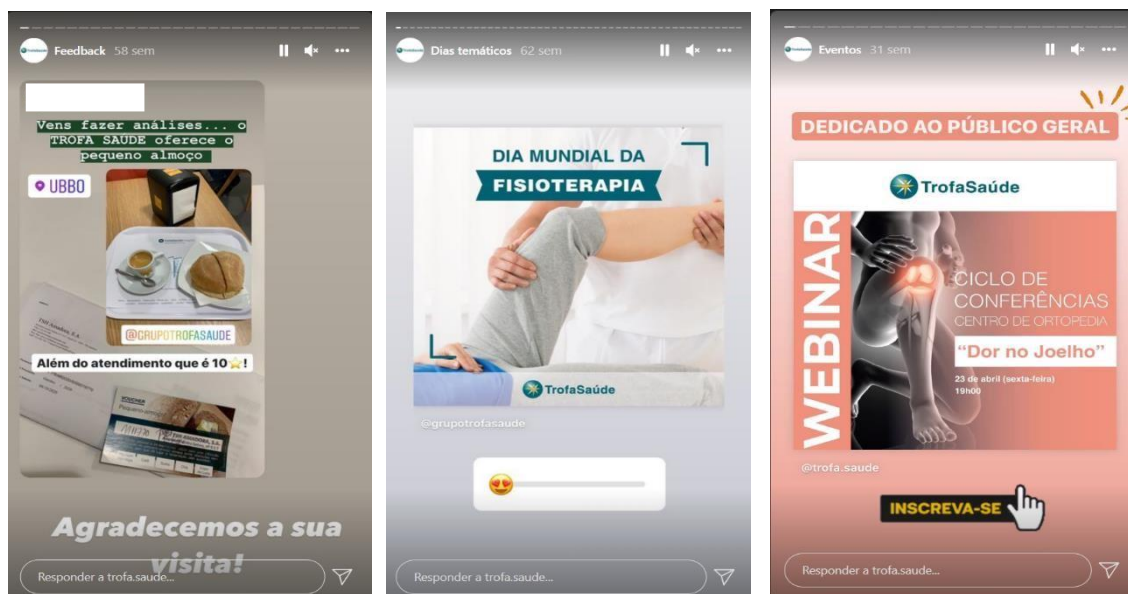 Feedback 58 sem
Vens fazer análises... o
TROFA SAUDE oferece o
pequeno almoço
UBBO
@GRUPOTROFASAUDE
Além do atendimento que é 10⭐!
VOUCHER
Agradecemos a sua
visita!
Responder a trofa.saude...
Dias temáticos 62 sem
DIA MUNDIAL DA
FISIOTERAPIA
TrofaSaúde
@grupotrofasaude
Responder a trofa.saude...
Eventos 31 sem
DEDICADO AO PÚBLICO GERAL
TrofaSaúde
WEBINAR
CICLO DE
CONFERÊNCIAS
CENTRO DE ORTOPEDIA
"Dor no Joelho"
23 de abril (sexta-feira)
19h00
@trofa.saude
INSCREVA-SE
Responder a trofa.saude...